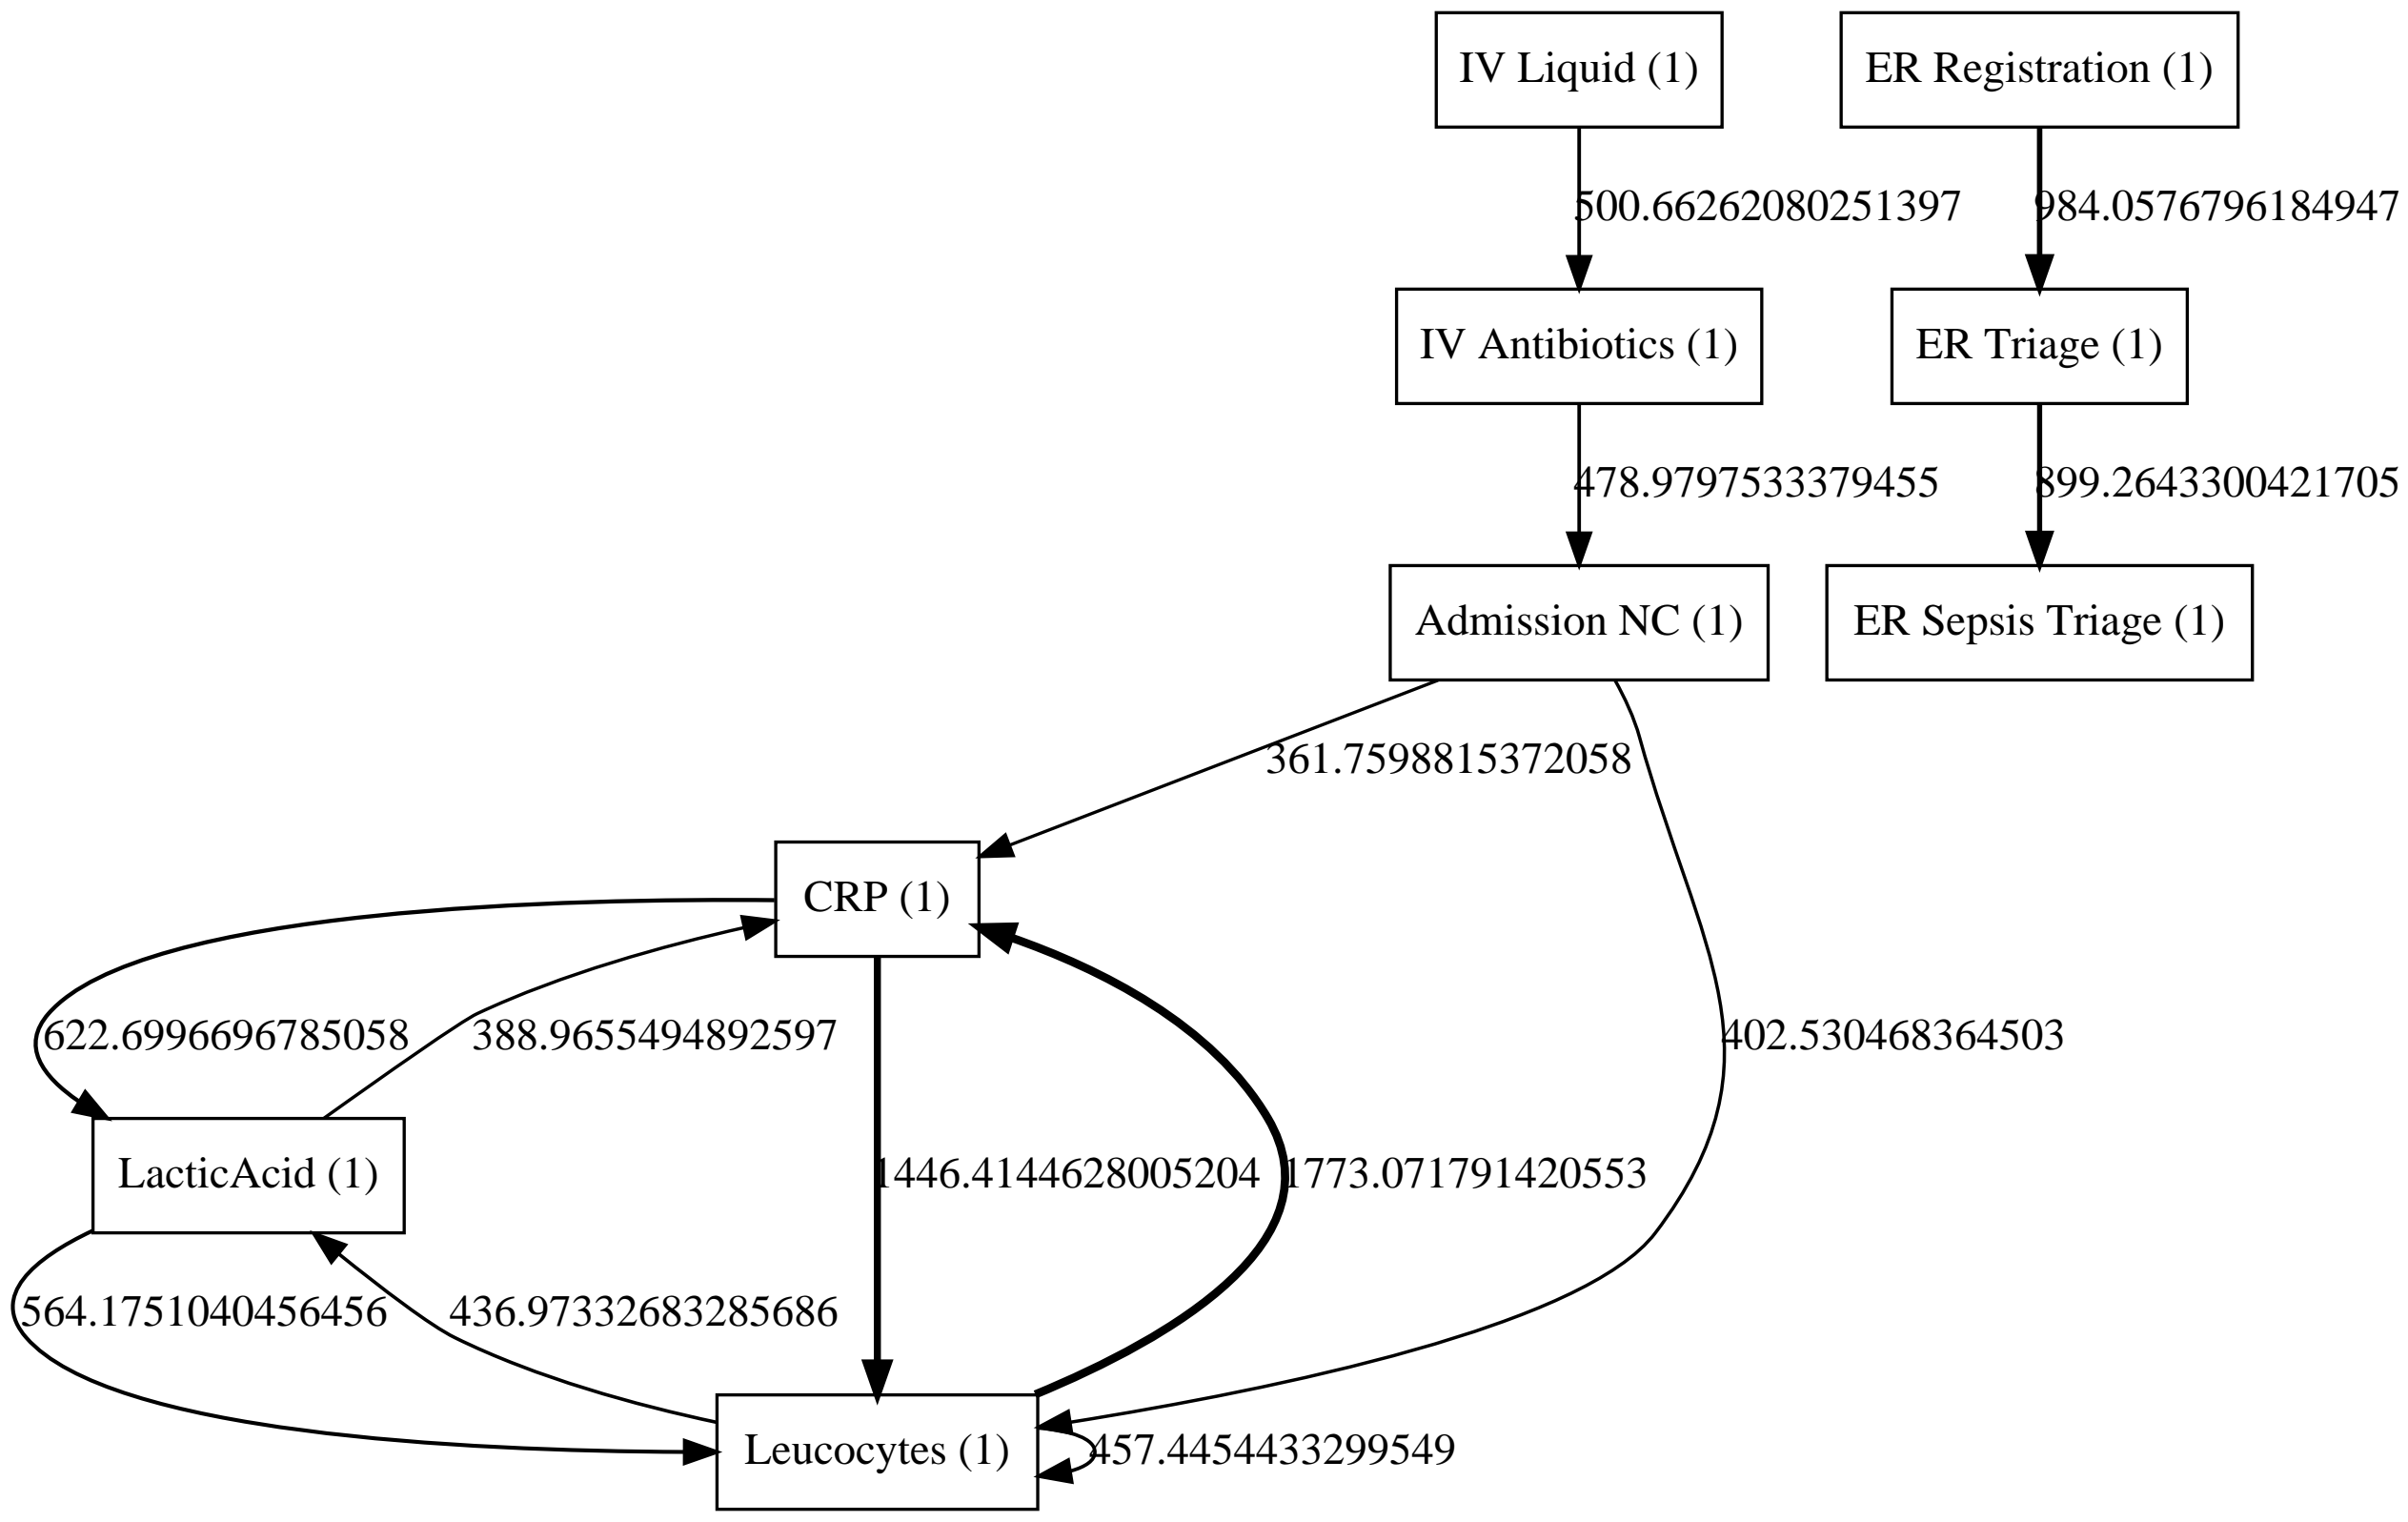 IV Liquid (1)
ER Registration (1)
500.66262080251397
984.0576796184947
IV Antibiotics (1)
ER Triage (1)
478.9797533379455
899.2643300421705
Admission NC (1)
ER Sepsis Triage (1)
361.7598815372058
CRP (1)
622.6996696785058
388.9655494892597
402.530468364503
LacticAcid (1)
1446.4144628005204
1773.071791420553
564.1751040456456
436.97332683285686
Leucocytes (1)
457.4454433299549